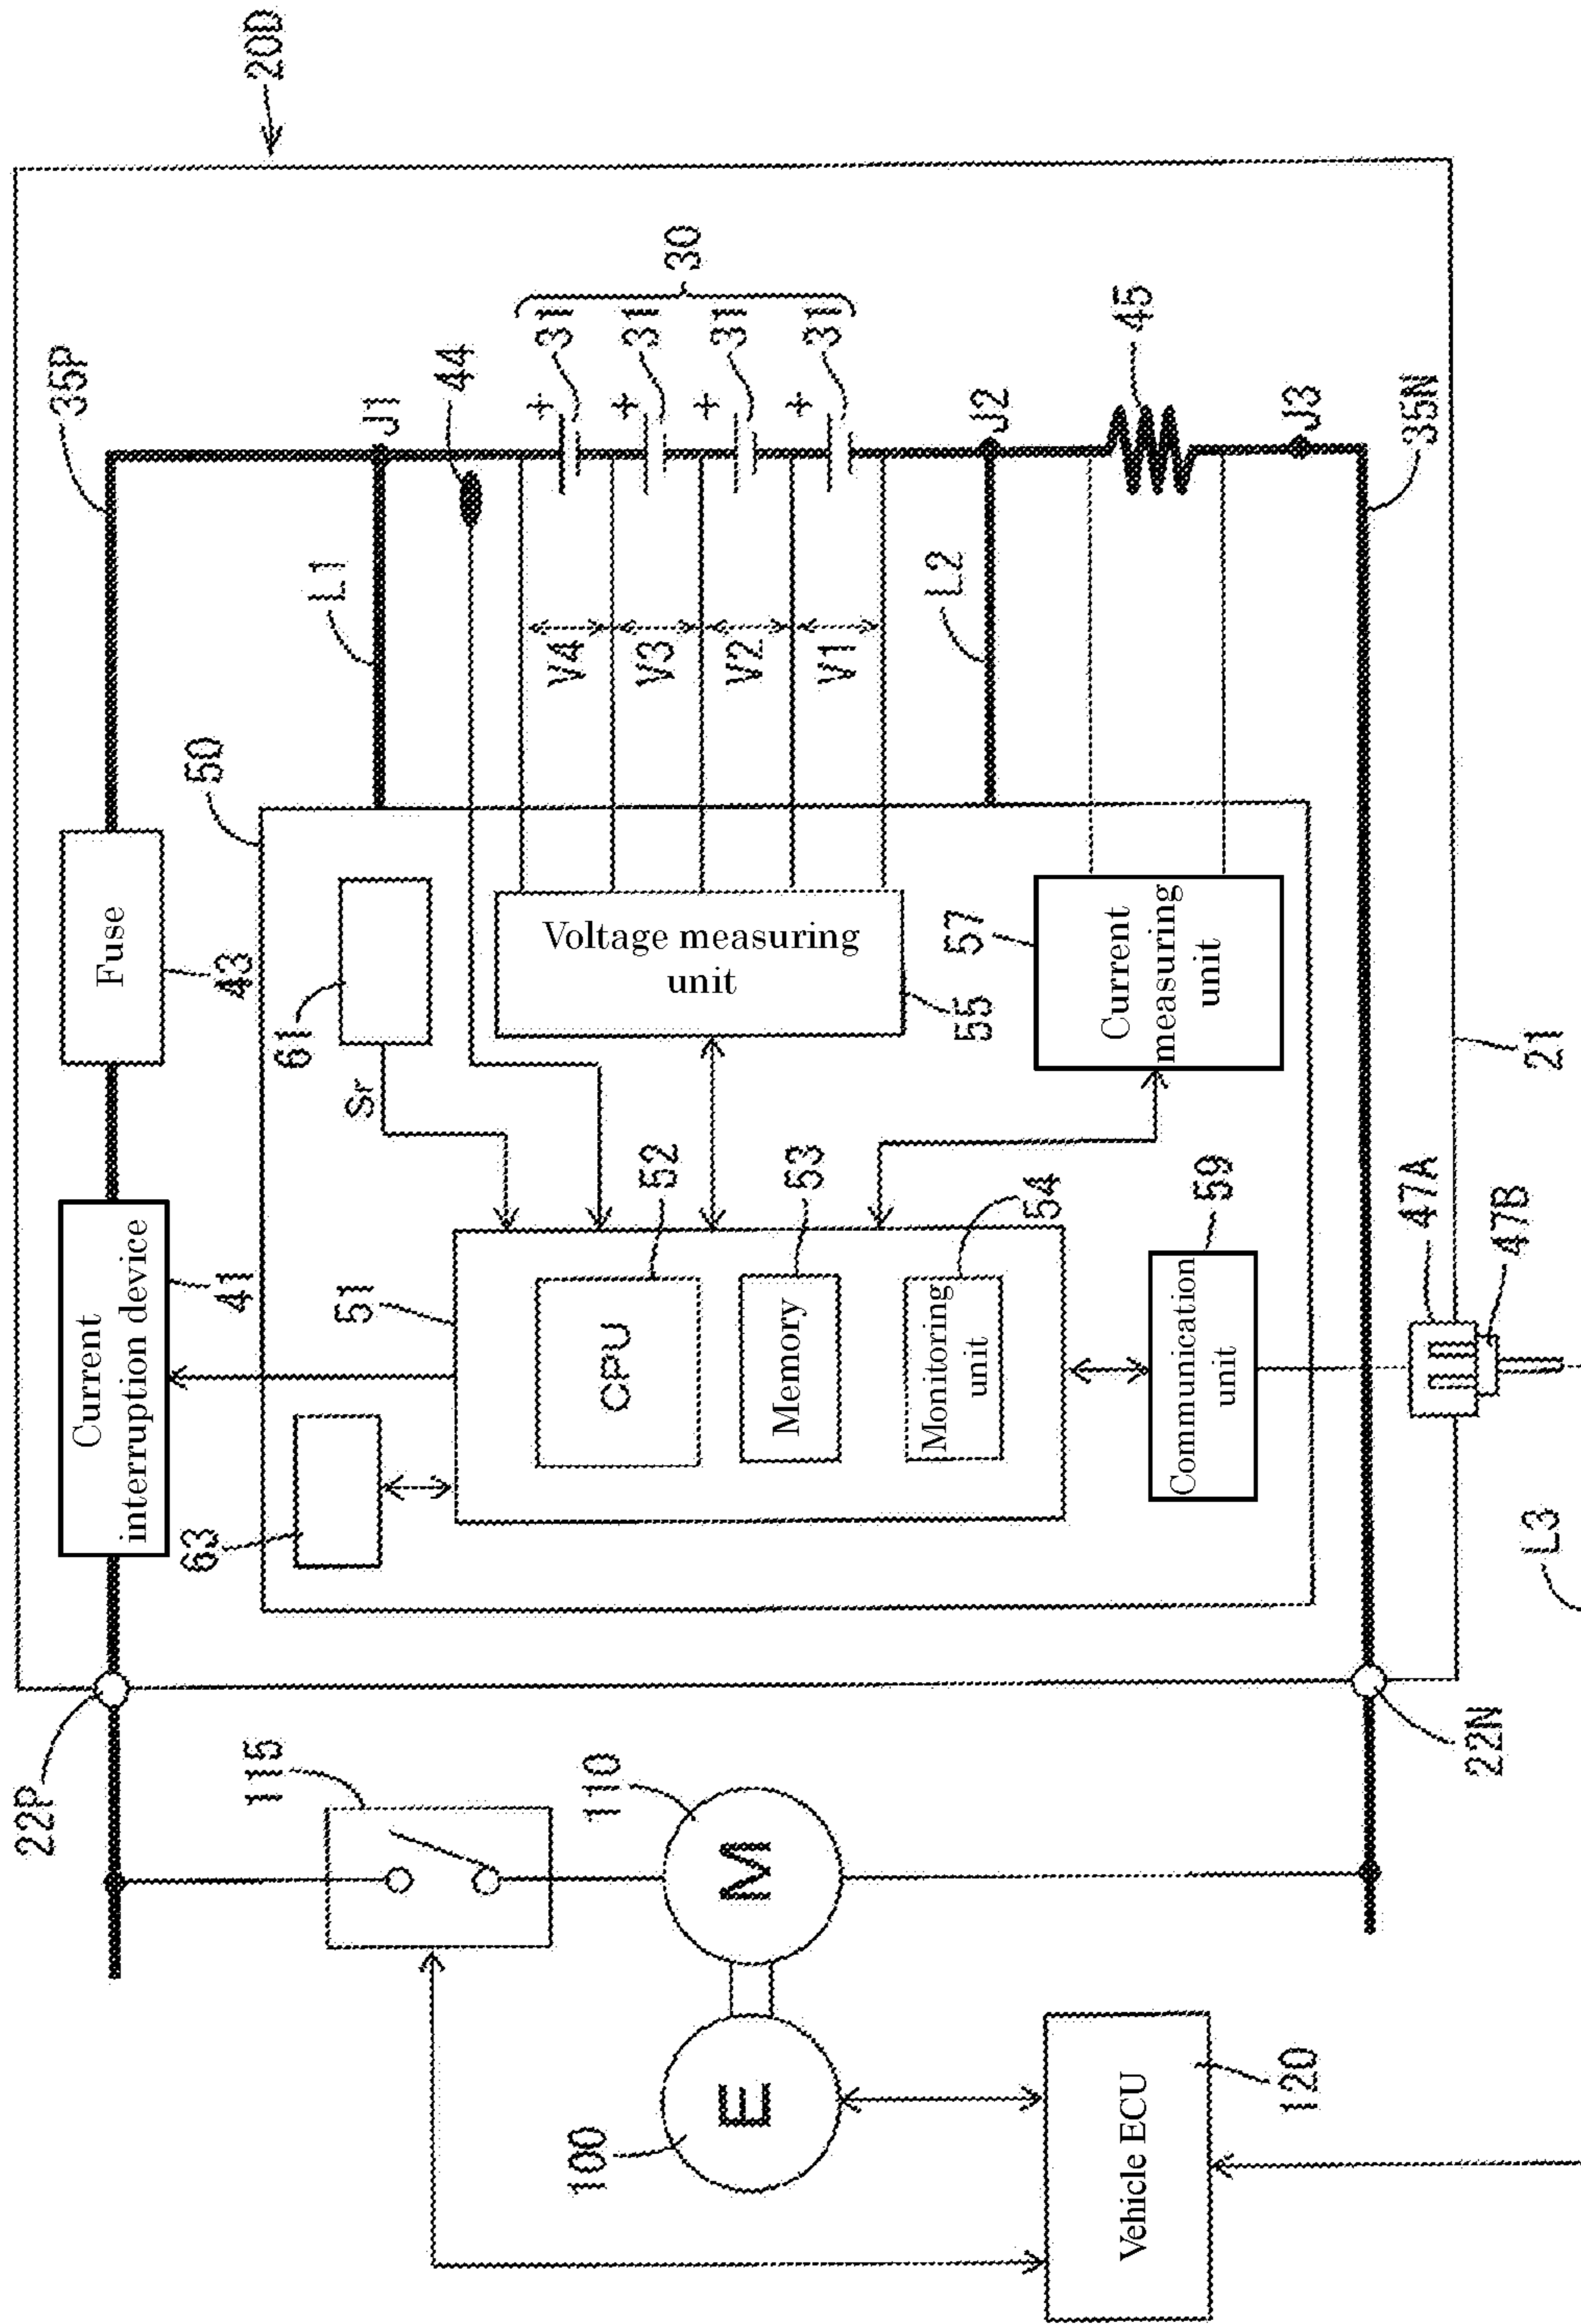 20D
35P
J1
44
30
31
31
31
31
+
+
+
+
J2
45
J3
35N
L1
V4
V3
V2
V1
L2
50
Fuse
43
61
Sr
Voltage measuring
unit
55
57
Current
measuring
unit
21
Current
interruption device
41
51
52
CPU
53
Memory
54
Monitoring
unit
59
Communication
unit
47A
47B
63
L3
22P
22N
115
110
M
100
E
Vehicle ECU
120